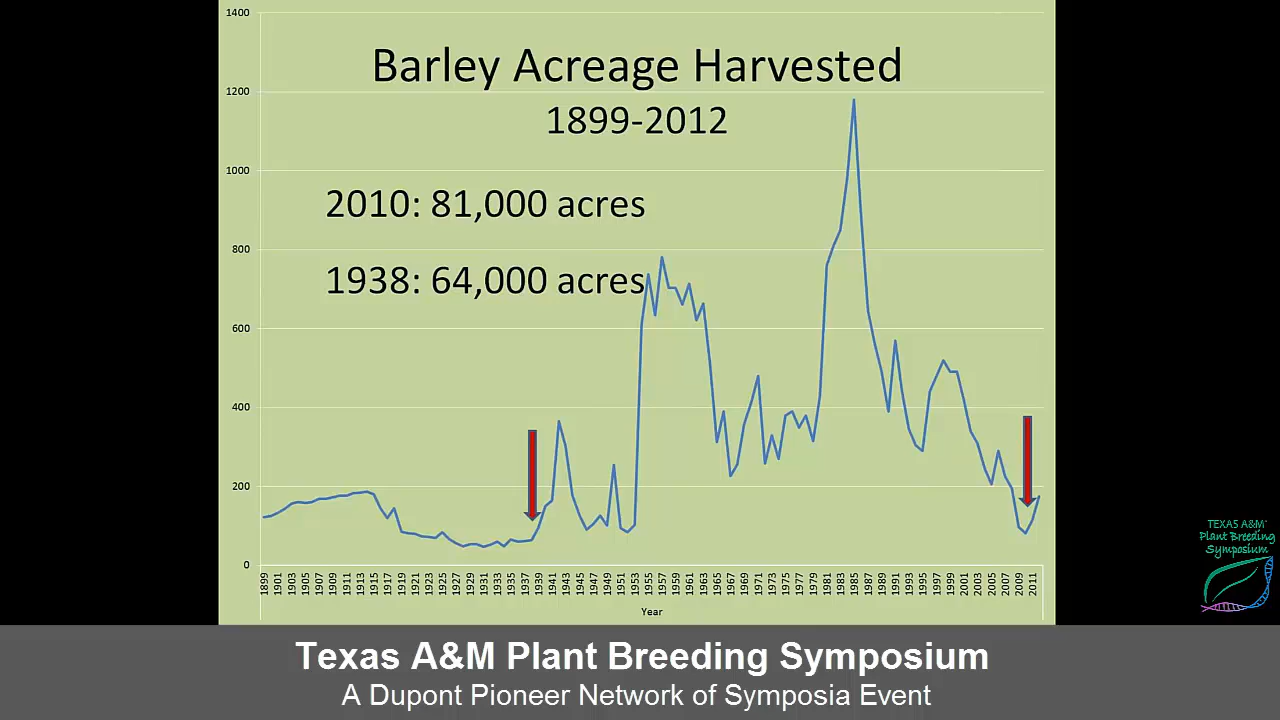 Barley Acreage Harvested
1899-2012
2010: 81,000 acres
1938: 64,000 acres
1400
1200
1000
800
600
400
200
0
1899 1901 1903 1905 1907 1909 1911 1913 1915 1917 1919 1921 1923 1925 1927 1929 1931 1933 1935 1937 1939 1941 1943 1945 1947 1949 1951 1953 1955 1957 1959 1961 1963 1965 1967 1969 1971 1973 1975 1977 1979 1981 1983 1985 1987 1989 1991 1993 1995 1997 1999 2001 2003 2005 2007 2009 2011
Year
TEXAS A&M
Plant Breeding
Symposium
Texas A&M Plant Breeding Symposium
A Dupont Pioneer Network of Symposia Event